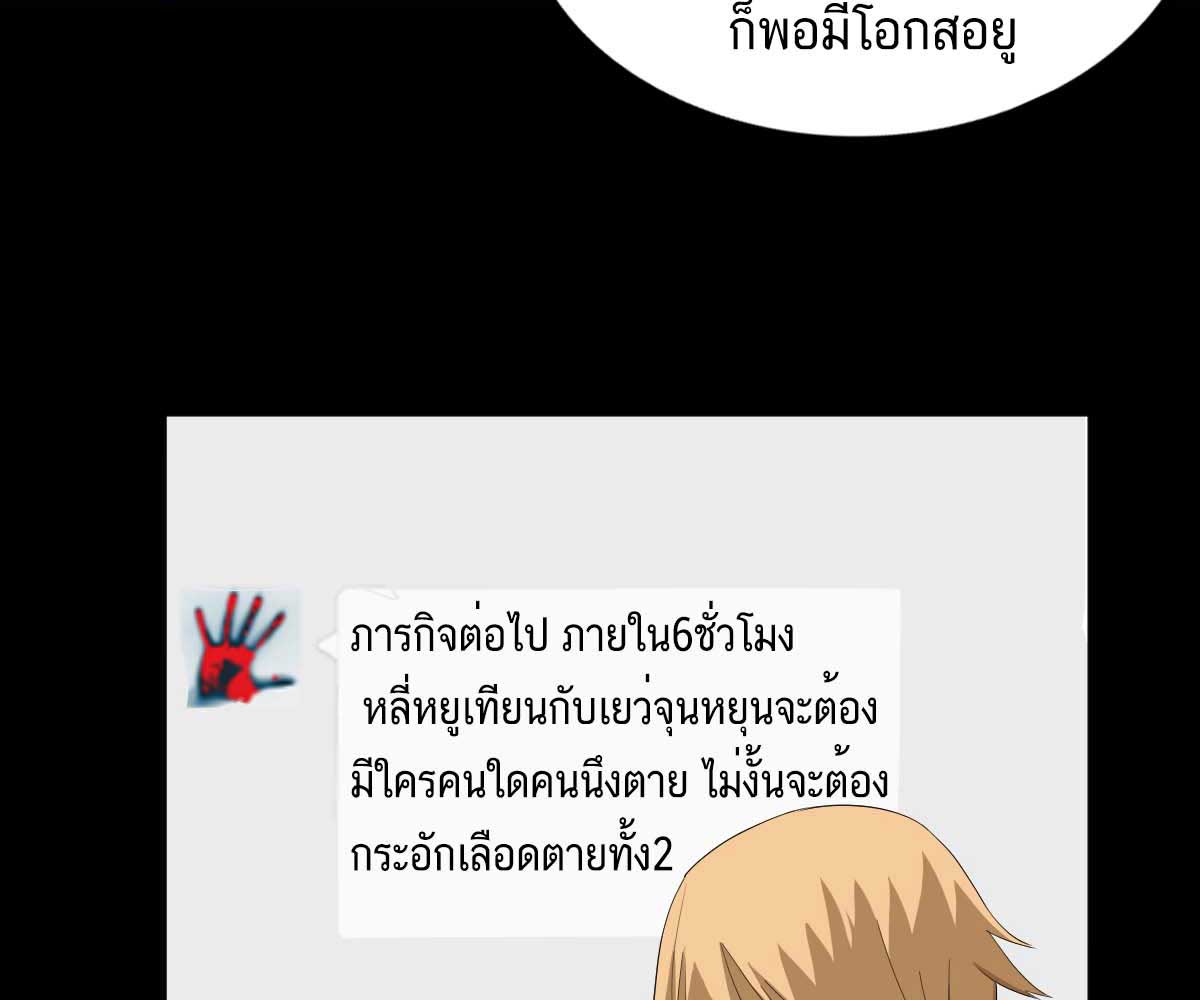 ก็พอมีโอกสอยู
ภารกิจต่อไป ภายใน6ชั่วโมง
หลี่หยูเทียนกับเยว่จุนหยุนจะต้อง
มีใครคนใดคนนึงตาย ไม่งั้นจะต้อง
กระอักเลือดตายทั้ง2